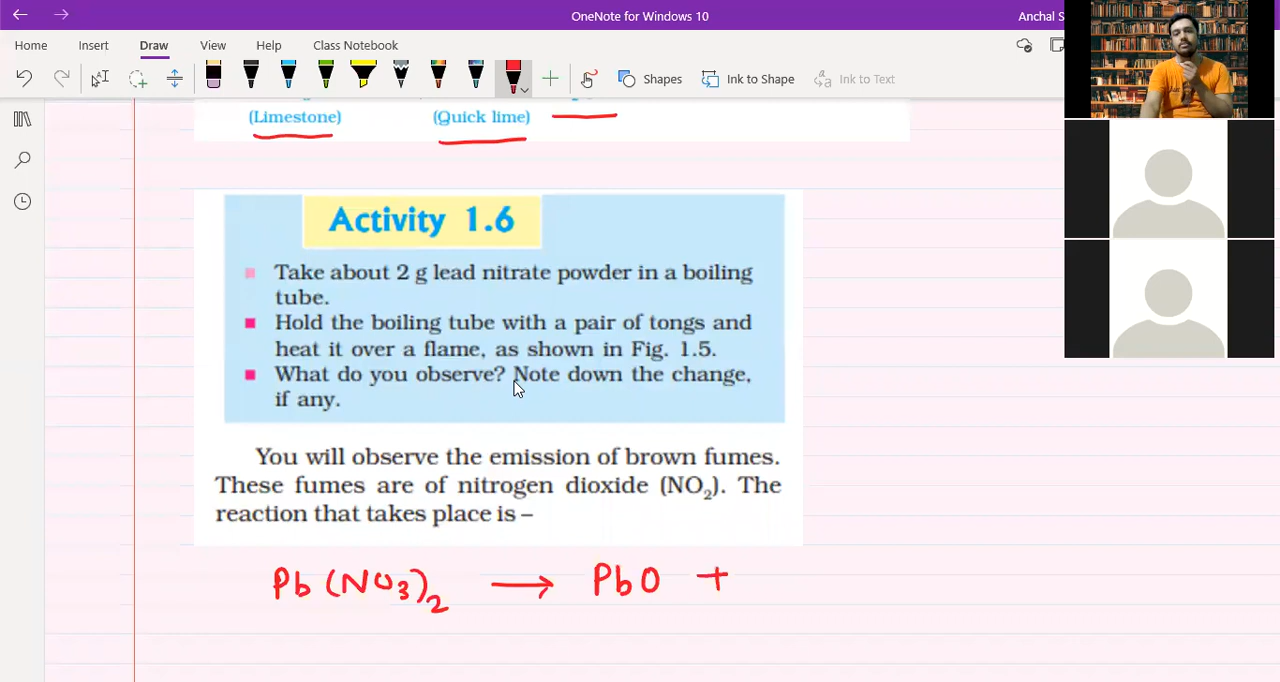 OneNote for Windows 10
Anchal S
Home Insert Draw View Help Class Notebook
Shapes Ink to Shape Ink to Text
(Limestone) (Quick lime)
Activity 1.6
Take about 2 g lead nitrate powder in a boiling
tube.
Hold the boiling tube with a pair of tongs and
heat it over a flame, as shown in Fig. 1.5.
What do you observe? Note down the change,
if any.
You will observe the emission of brown fumes.
These fumes are of nitrogen dioxide (NO₂). The
reaction that takes place is –
Pb(NO₃)₂ → PbO +